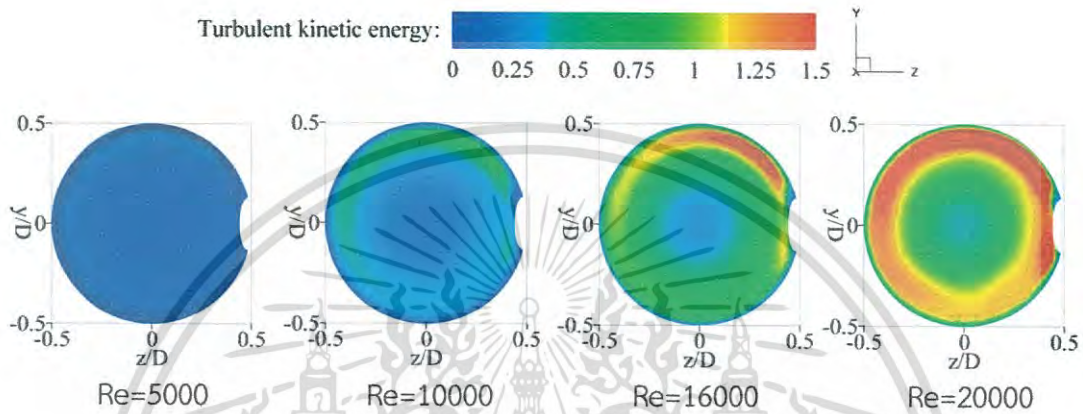 Turbulent kinetic energy:
0 0.25 0.5 0.75 1 1.25 1.5
Y
X Z
0.5 0.5 0.5 0.5
y/D 0 y/D 0 y/D 0 y/D 0
-0.5 -0.5 -0.5 -0.5
-0.5 0 0.5 -0.5 0 0.5 -0.5 0 0.5 -0.5 0 0.5
z/D z/D z/D z/D
Re=5000 Re=10000 Re=16000 Re=20000